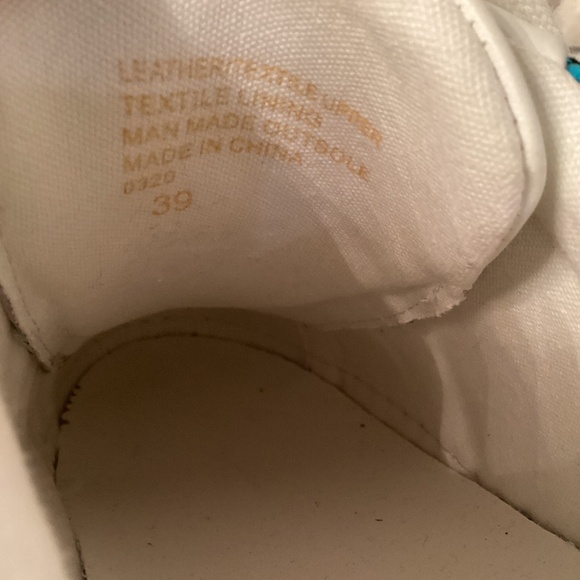 LEATHER/TEXTILE UPPER
TEXTILE LINING
MAN MADE OUTSOLE
MADE IN CHINA
0320
39